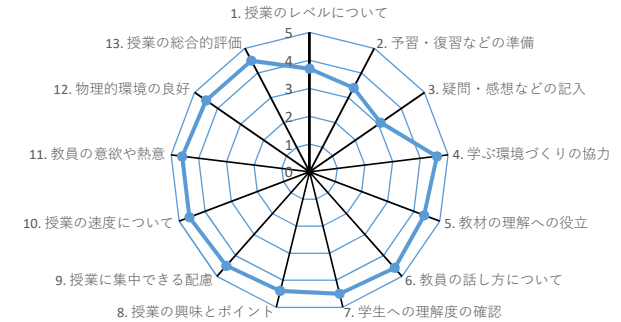 1. 授業のレベルについて
2. 予習・復習などの準備
3. 疑問・感想などの記入
4. 学ぶ環境づくりの協力
5. 教材の理解への役立
6. 教員の話し方について
7. 学生への理解度の確認
8. 授業の興味とポイント
9. 授業に集中できる配慮
10. 授業の速度について
11. 教員の意欲や熱意
12. 物理的環境の良好
13. 授業の総合的評価
5
4
3
2
1
0